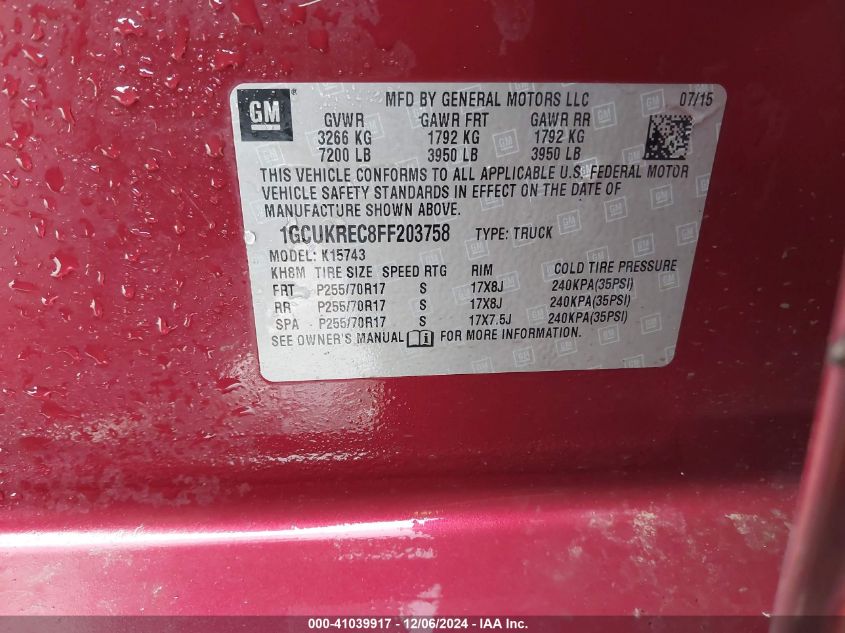 GM
MFD BY GENERAL MOTORS LLC 07/15
GVWR GAWR FRT GAWR RR
3266 KG 1792 KG 1792 KG
7200 LB 3950 LB 3950 LB
THIS VEHICLE CONFORMS TO ALL APPLICABLE U.S. FEDERAL MOTOR
VEHICLE SAFETY STANDARDS IN EFFECT ON THE DATE OF
MANUFACTURE SHOWN ABOVE.
1GCUKREC8FF203758 TYPE: TRUCK
MODEL: K15743
KH8M TIRE SIZE SPEED RTG RIM COLD TIRE PRESSURE
FRT P255/70R17 S 17X8J 240KPA(35PSI)
RR P255/70R17 S 17X8J 240KPA(35PSI)
SPA P255/70R17 S 17X7.5J 240KPA(35PSI)
SEE OWNER'S MANUAL FOR MORE INFORMATION.
000-41039917 - 12/06/2024 - IAA Inc.